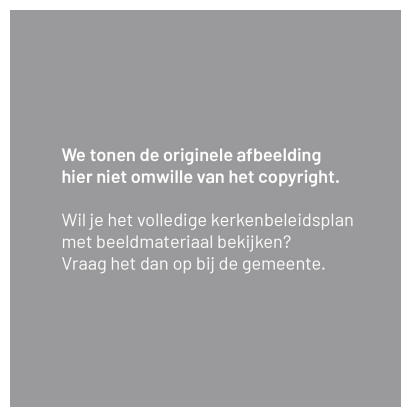 We tonen de originele afbeelding
hier niet omwille van het copyright.
Wil je het volledige kerkenbeleidsplan
met beeldmateriaal bekijken?
Vraag het dan op bij de gemeente.